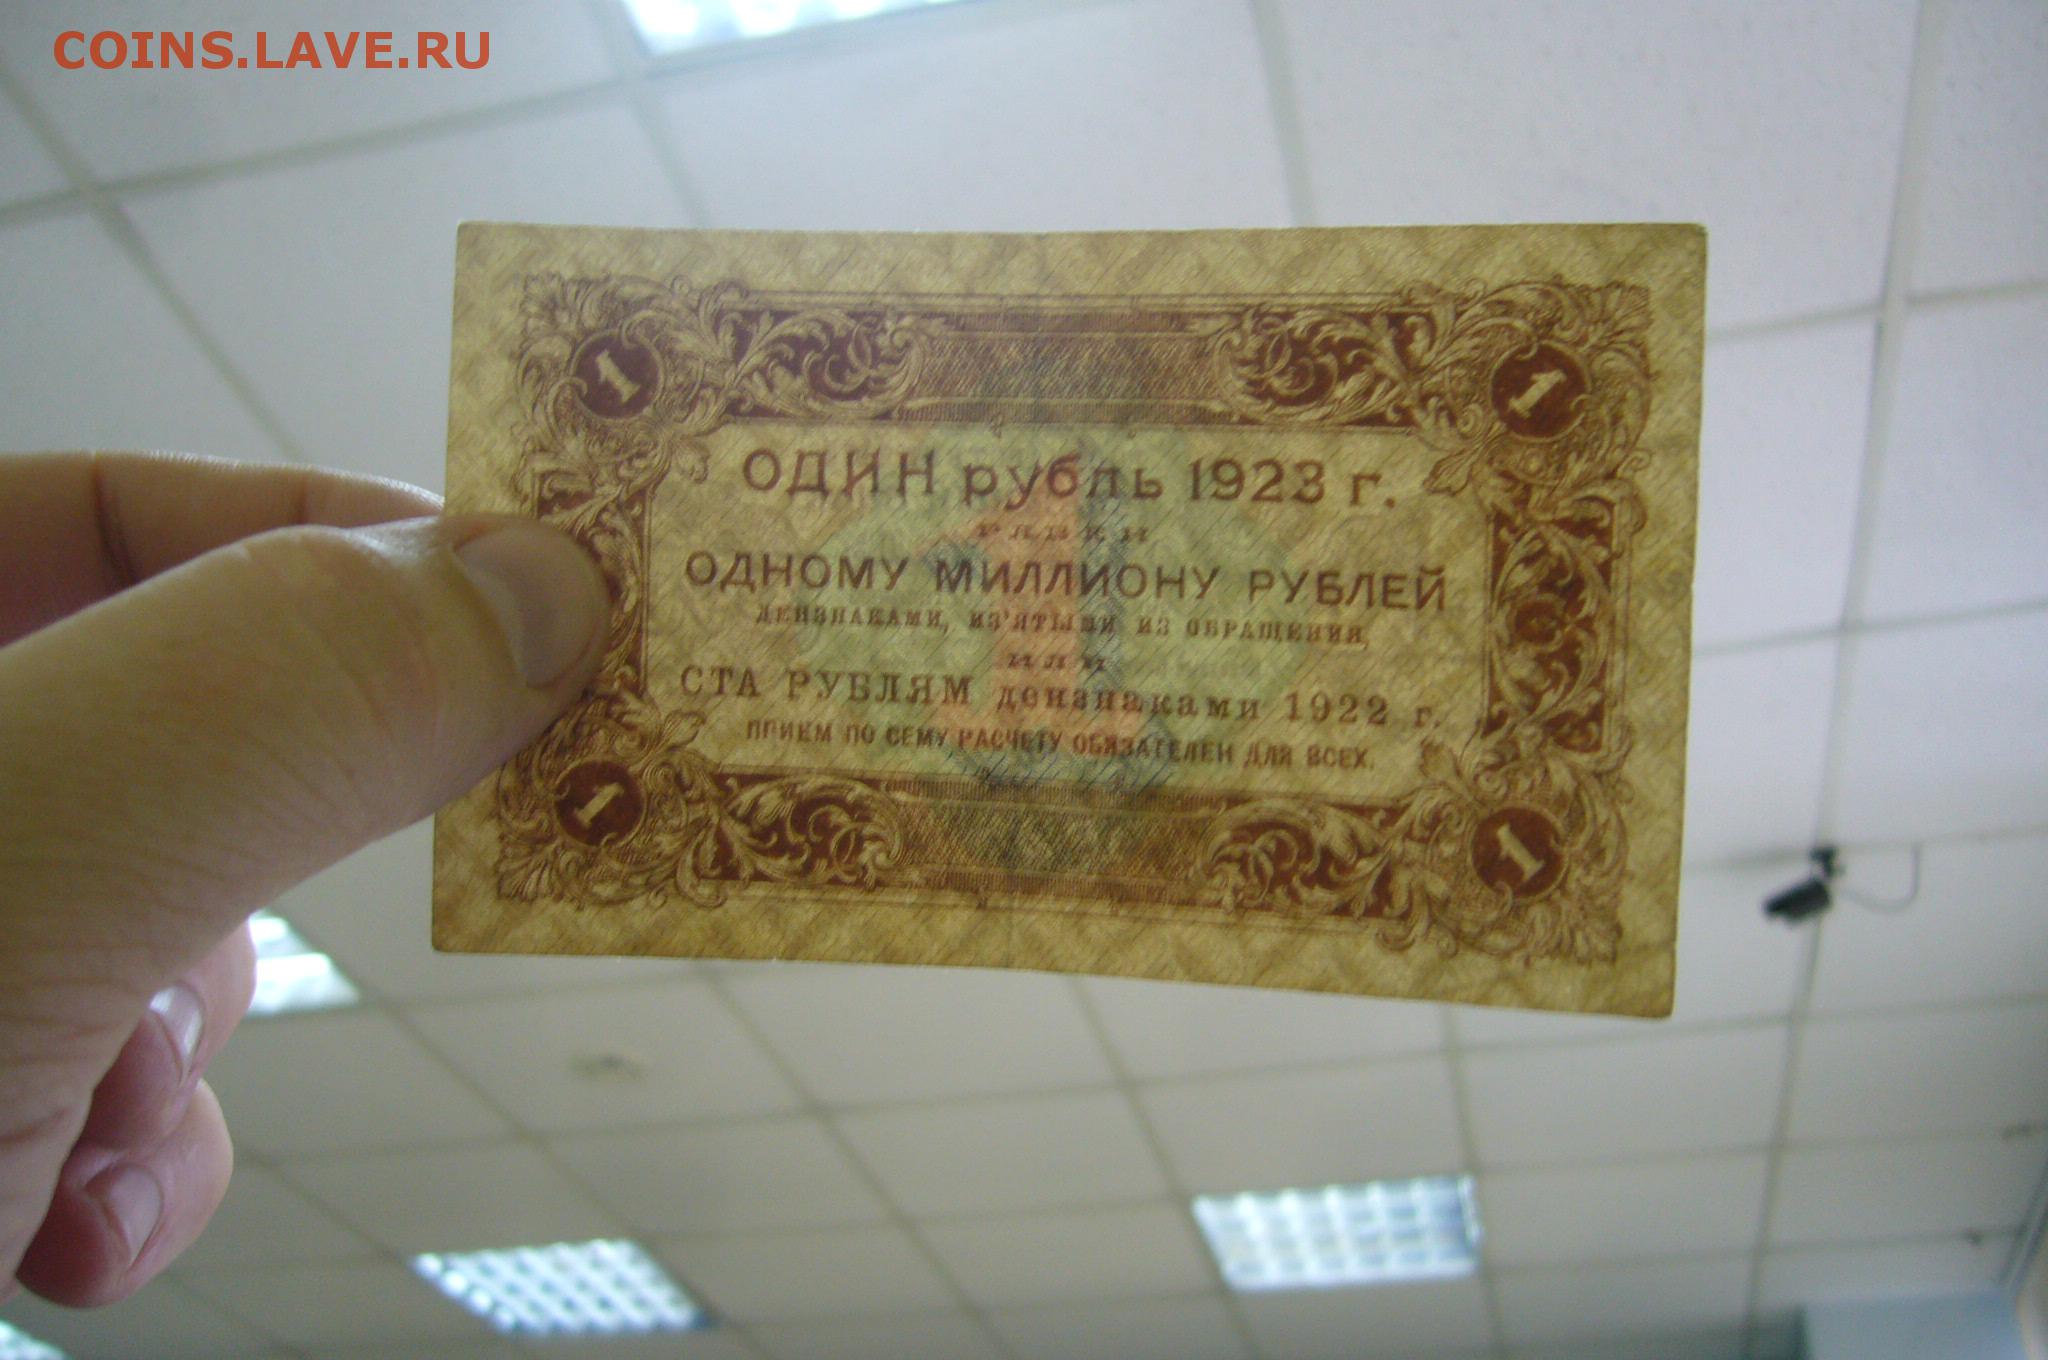 COINS.LAVE.RU
1 1
ОДИН рубль 1923 г.
РАВЕН
ОДНОМУ МИЛЛИОНУ РУБЛЕЙ
ДЕНЗНАКАМИ, ИЗ'ЯТЫМИ ИЗ ОБРАЩЕНИЯ,
ИЛИ
СТА РУБЛЯМ дензнаками 1922 г.
ПРИЕМ ПО СЕМУ РАСЧЕТУ ОБЯЗАТЕЛЕН ДЛЯ ВСЕХ.
1 1
1